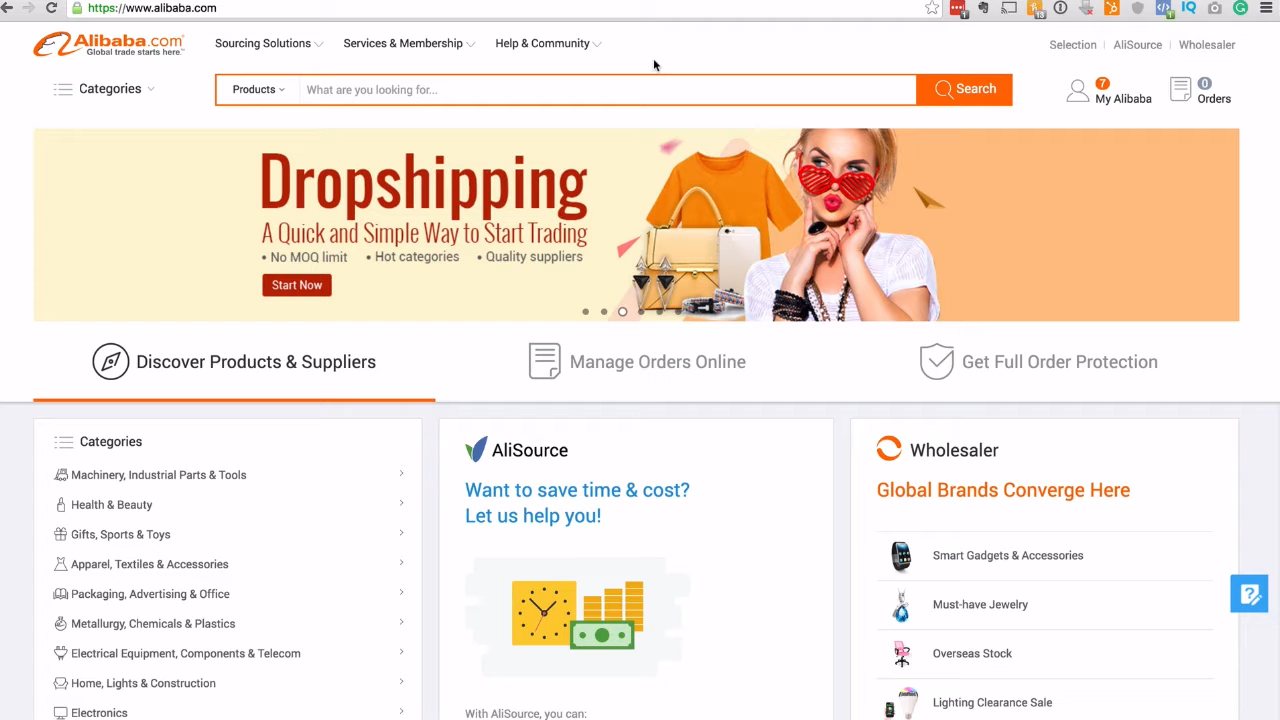 https://www.alibaba.com
Alibaba.com
Global trade starts here.™
Sourcing Solutions
Services & Membership
Help & Community
Selection
AliSource
Wholesaler
Categories
Products
What are you looking for...
Search
7
My Alibaba
0
Orders
Dropshipping
A Quick and Simple Way to Start Trading
• No MOQ limit • Hot categories • Quality suppliers
Start Now
Discover Products & Suppliers
Manage Orders Online
Get Full Order Protection
Categories
Machinery, Industrial Parts & Tools
Health & Beauty
Gifts, Sports & Toys
Apparel, Textiles & Accessories
Packaging, Advertising & Office
Metallurgy, Chemicals & Plastics
Electrical Equipment, Components & Telecom
Home, Lights & Construction
Electronics
AliSource
Want to save time & cost?
Let us help you!
With AliSource, you can:
Wholesaler
Global Brands Converge Here
Smart Gadgets & Accessories
Must-have Jewelry
Overseas Stock
Lighting Clearance Sale